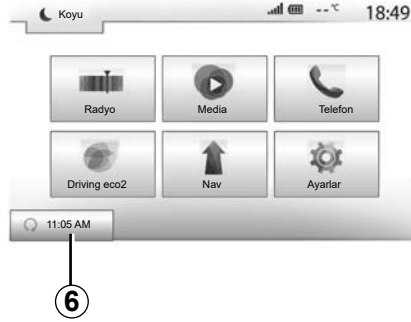 Koyu
--°C
18:49
Radyo
Media
Telefon
Driving eco2
Nav
Ayarlar
11:05 AM
6